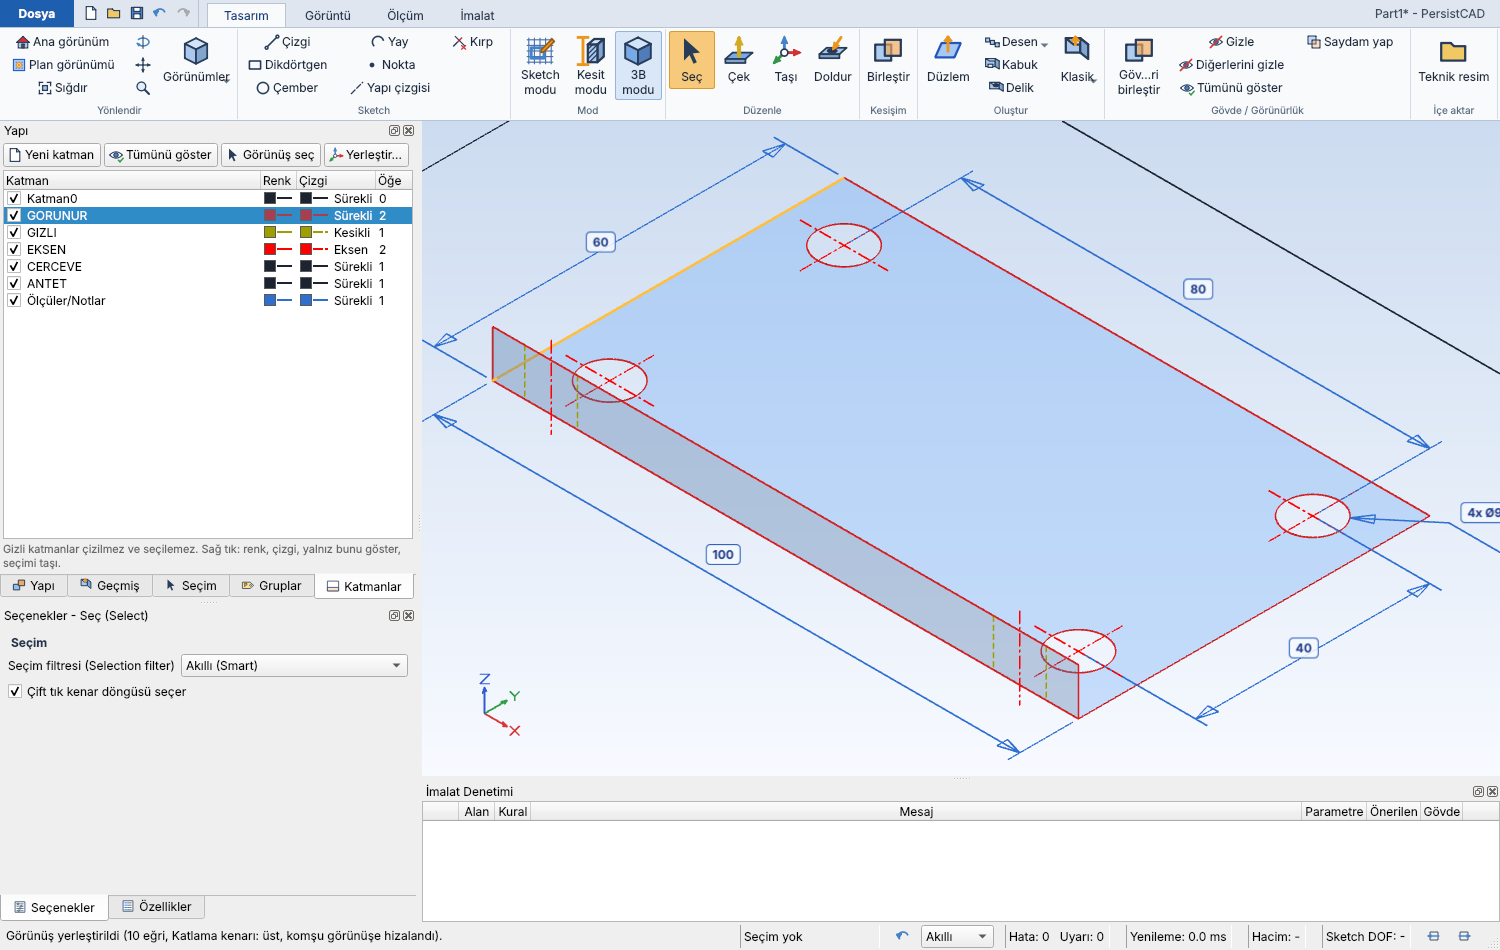 Dosya
Tasarım
Görüntü
Ölçüm
İmalat
Part1* - PersistCAD
Ana görünüm
Plan görünümü
Sığdır
Görünümler
Yönlendir
Çizgi
Dikdörtgen
Çember
Yay
Nokta
Yapı çizgisi
Kırp
Sketch
Sketch modu
Kesit modu
3B modu
Mod
Seç
Çek
Taşı
Doldur
Düzenle
Birleştir
Kesişim
Düzlem
Desen
Kabuk
Delik
Klasik
Oluştur
Göv...ri birleştir
Gizle
Diğerlerini gizle
Tümünü göster
Saydam yap
Gövde / Görünürlük
Teknik resim
İçe aktar
Yapı
Yeni katman
Tümünü göster
Görünüş seç
Yerleştir...
Katman Renk Çizgi Öğe
Katman0 Sürekli 0
GORUNUR Sürekli 2
GIZLI Kesikli 1
EKSEN Eksen 2
CERCEVE Sürekli 1
ANTET Sürekli 1
Ölçüler/Notlar Sürekli 1
Gizli katmanlar çizilmez ve seçilemez. Sağ tık: renk, çizgi, yalnız bunu göster,
seçimi taşı.
Yapı
Geçmiş
Seçim
Gruplar
Katmanlar
Seçenekler - Seç (Select)
Seçim
Seçim filtresi (Selection filter) Akıllı (Smart)
Çift tık kenar döngüsü seçer
Seçenekler
Özellikler
60
80
100
40
4x Ø9
Z
Y
X
İmalat Denetimi
Alan Kural Mesaj Parametre Önerilen Gövde
Görünüş yerleştirildi (10 eğri, Katlama kenarı: üst, komşu görünüşe hizalandı).
Seçim yok
Akıllı
Hata: 0 Uyarı: 0
Yenileme: 0.0 ms
Hacim: -
Sketch DOF: -